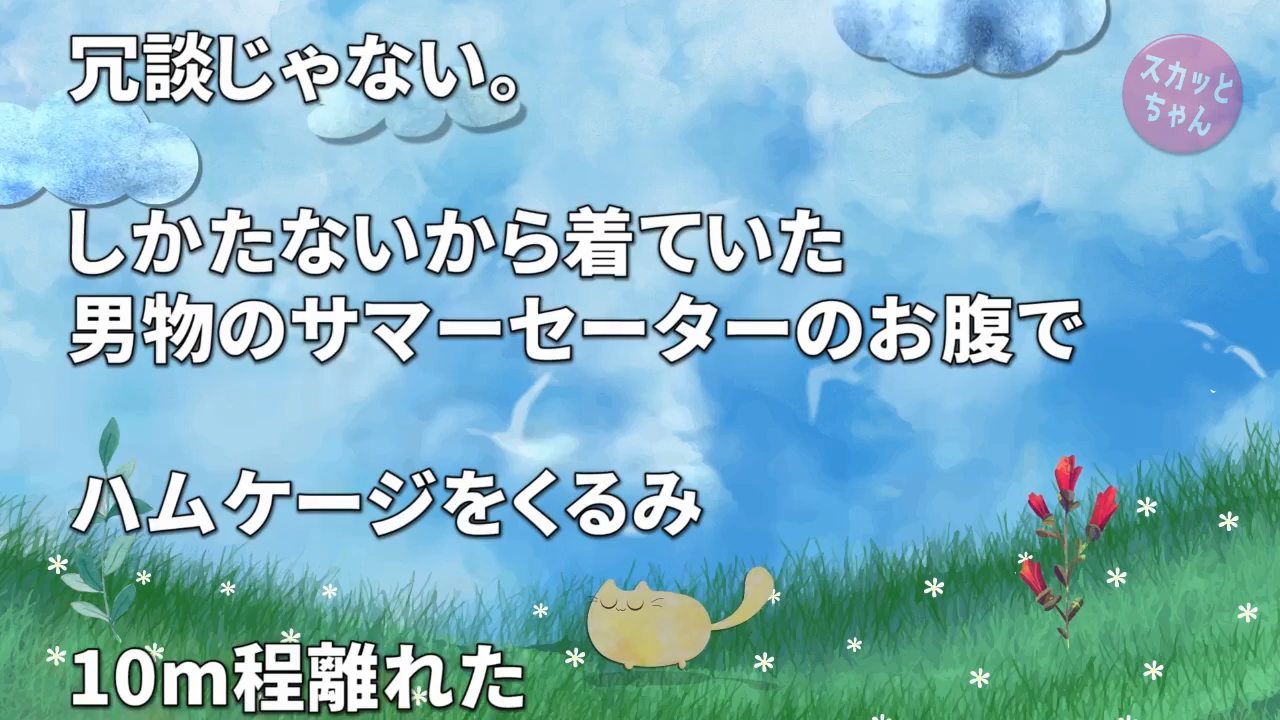 冗談じゃない。
スカッと
ちゃん
しかたないから着ていた
男物のサマーセーターのお腹で
ハムケージをくるみ
10m程離れた